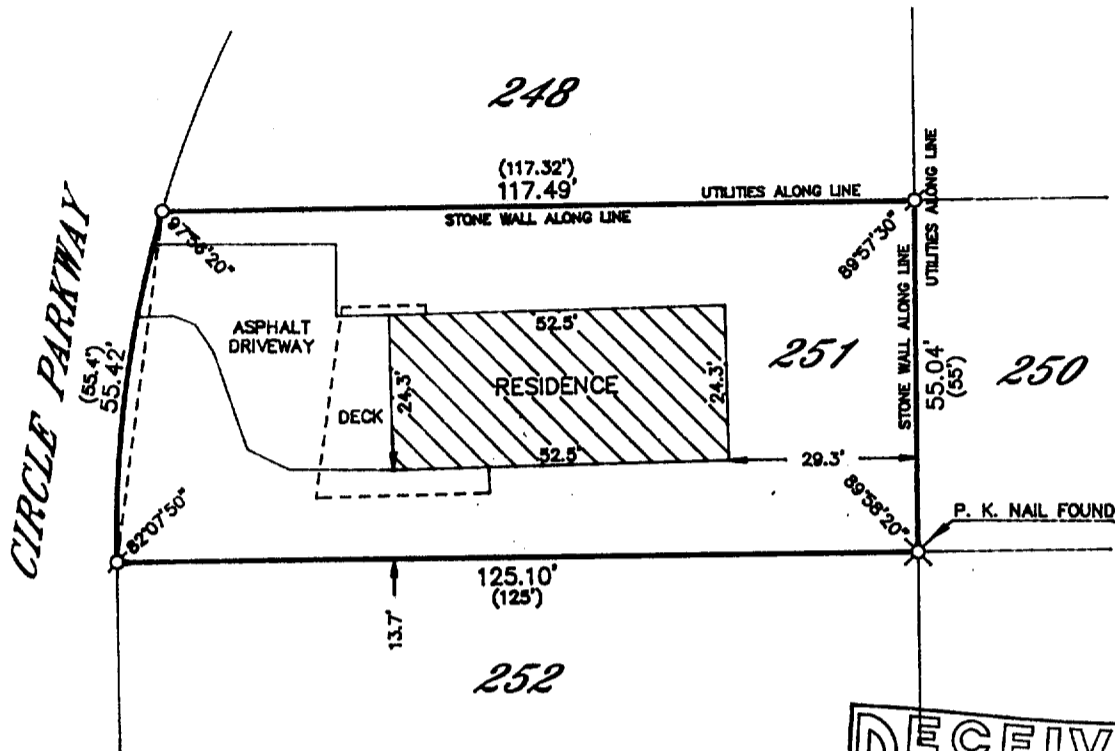 248
(117.32')
117.49'
UTILITIES ALONG LINE
STONE WALL ALONG LINE
UTILITIES ALONG LINE
STONE WALL ALONG LINE
97°56'20"
89°57'30"
CIRCLE PARKWAY
(55.4')
55.42'
ASPHALT
DRIVEWAY
52.5'
24.3'
RESIDENCE
24.3'
DECK
52.5'
251
55.04'
(55')
250
29.3'
82°07'50"
89°58'20"
P. K. NAIL FOUND
125.10'
(125')
13.7'
252